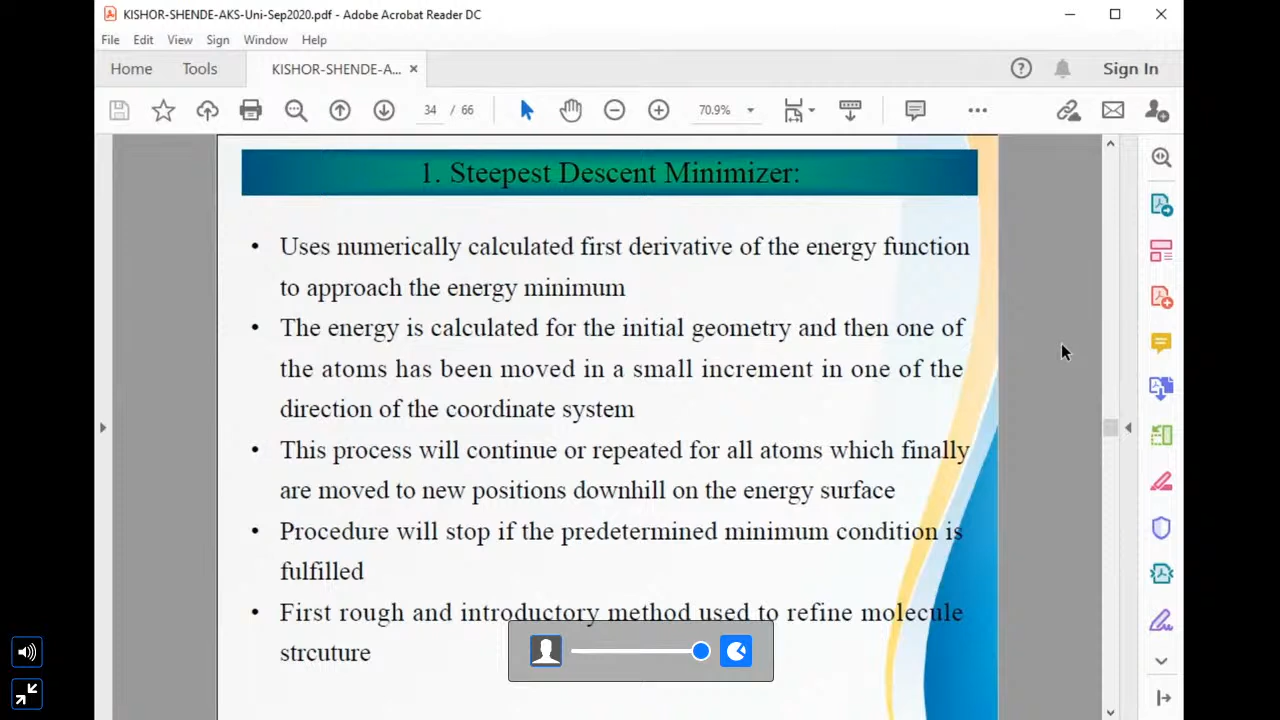 KISHOR-SHENDE-AKS-Uni-Sep2020.pdf - Adobe Acrobat Reader DC
File Edit View Sign Window Help
Home Tools KISHOR-SHENDE-A... × Sign In
34 / 66 70.9%
1. Steepest Descent Minimizer:
• Uses numerically calculated first derivative of the energy function
to approach the energy minimum
• The energy is calculated for the initial geometry and then one of
the atoms has been moved in a small increment in one of the
direction of the coordinate system
• This process will continue or repeated for all atoms which finally
are moved to new positions downhill on the energy surface
• Procedure will stop if the predetermined minimum condition is
fulfilled
• First rough and introductory method used to refine molecule
strcuture